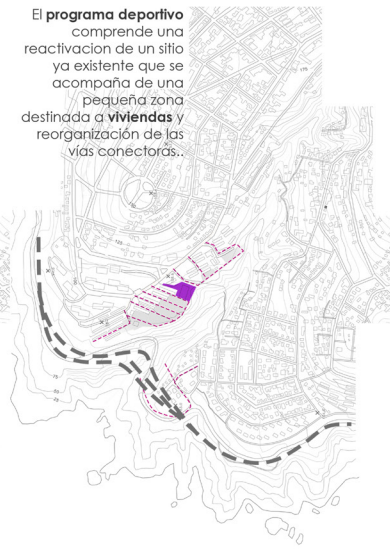 El programa deportivo
comprende una
reactivacion de un sitio
ya existente que se
acompaña de una
pequeña zona
destinada a viviendas y
reorganización de las
vías conectoras..
175